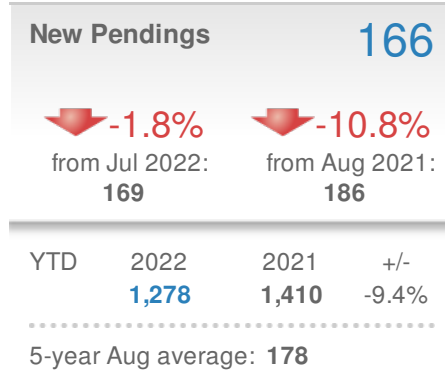 New Pendings 166
-1.8% -10.8%
from Jul 2022: from Aug 2021:
169 186
YTD 2022 2021 +/-
1,278 1,410 -9.4%
5-year Aug average: 178